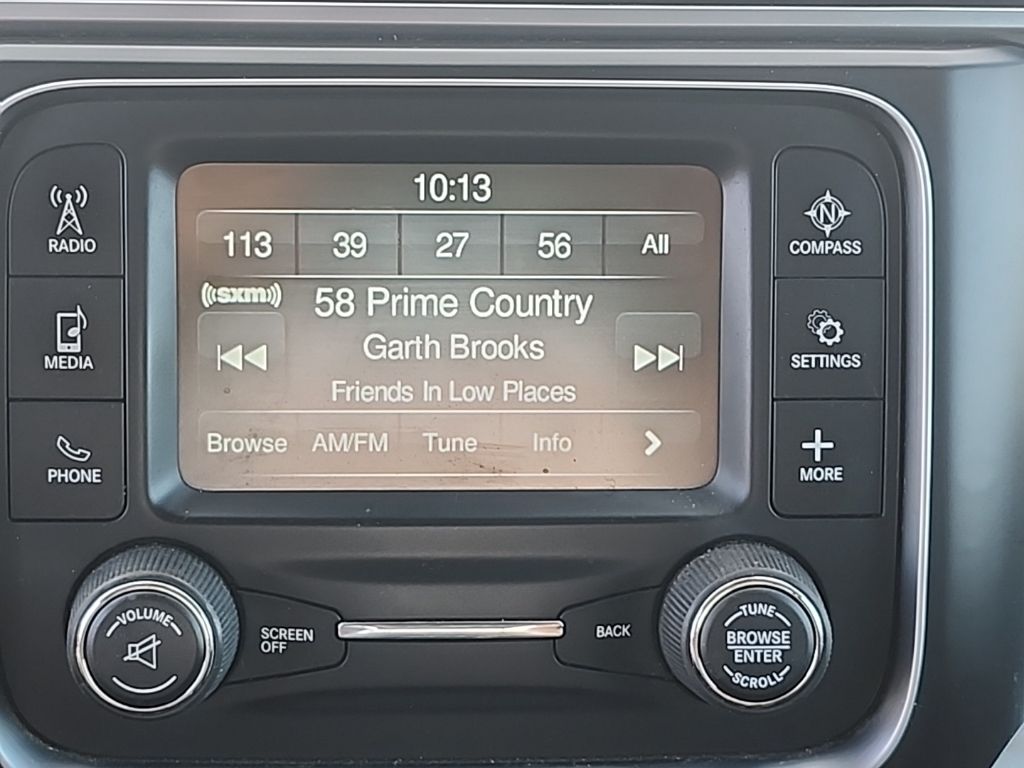 10:13
113 39 27 56 All
((sxm))
58 Prime Country
Garth Brooks
Friends In Low Places
Browse AM/FM Tune Info
RADIO
MEDIA
PHONE
N
COMPASS
SETTINGS
MORE
VOLUME
SCREEN
OFF
BACK
TUNE
BROWSE
ENTER
SCROLL